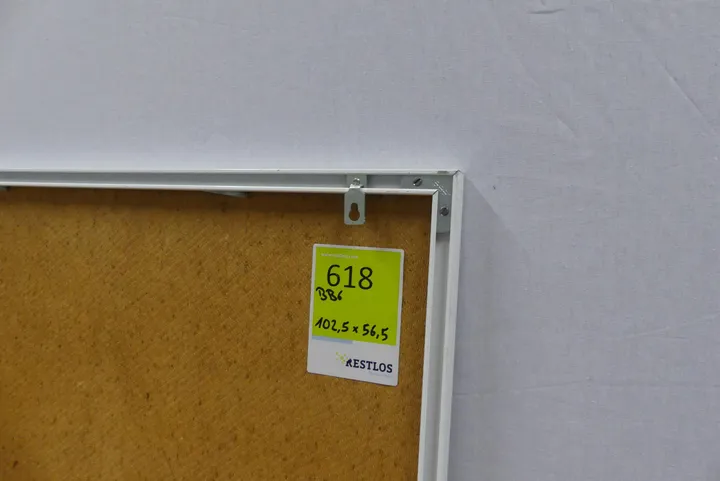 618
BB6
102,5 x 56,5
RESTLOS